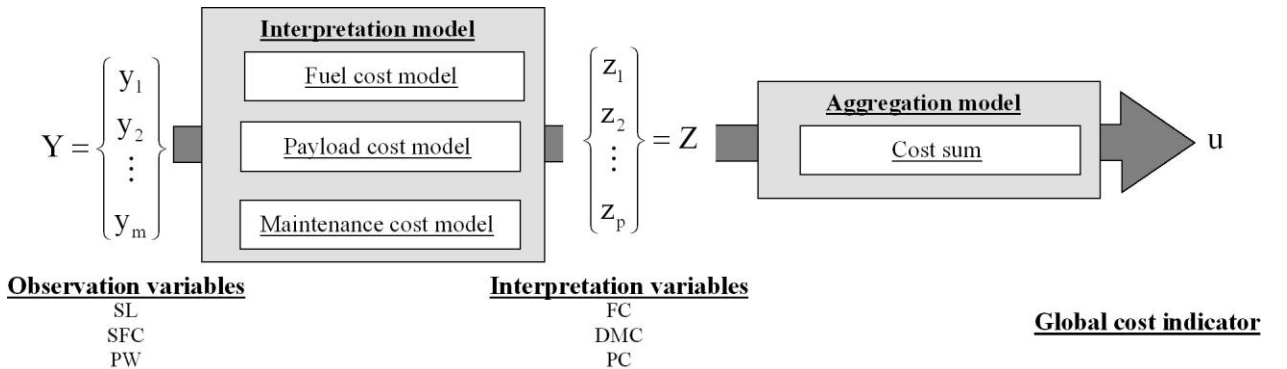 Interpretation model
Fuel cost model
Payload cost model
Maintenance cost model
Y =
y1
y2
⋮
ym
z1
z2
⋮
zp
= Z
Aggregation model
Cost sum
u
Observation variables
SL
SFC
PW
Interpretation variables
FC
DMC
PC
Global cost indicator